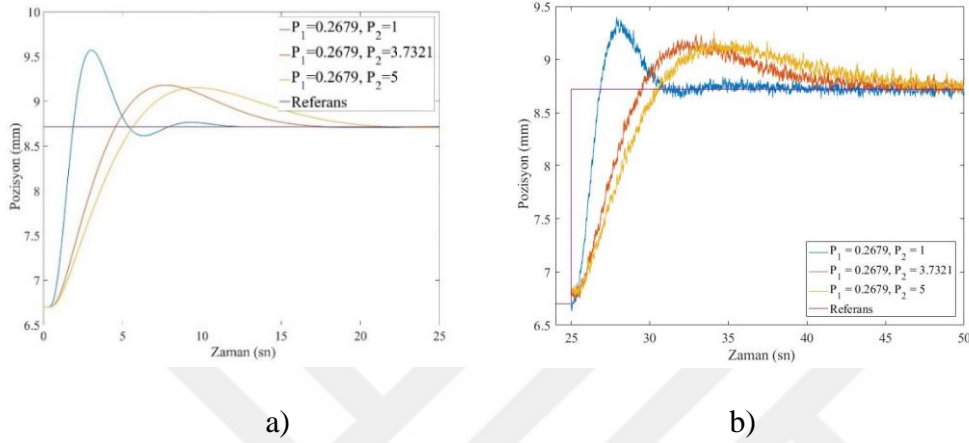 10
9.5
9
8.5
8
7.5
7
6.5
Pozisyon (mm)
0
5
10
15
20
25
Zaman (sn)
P₁=0.2679, P₂=1
P₁=0.2679, P₂=3.7321
P₁=0.2679, P₂=5
Referans
9.5
9
8.5
8
7.5
7
6.5
Pozisyon (mm)
25
30
35
40
45
50
Zaman (sn)
P₁ = 0.2679, P₂ = 1
P₁ = 0.2679, P₂ = 3.7321
P₁ = 0.2679, P₂ = 5
Referans
a)
b)